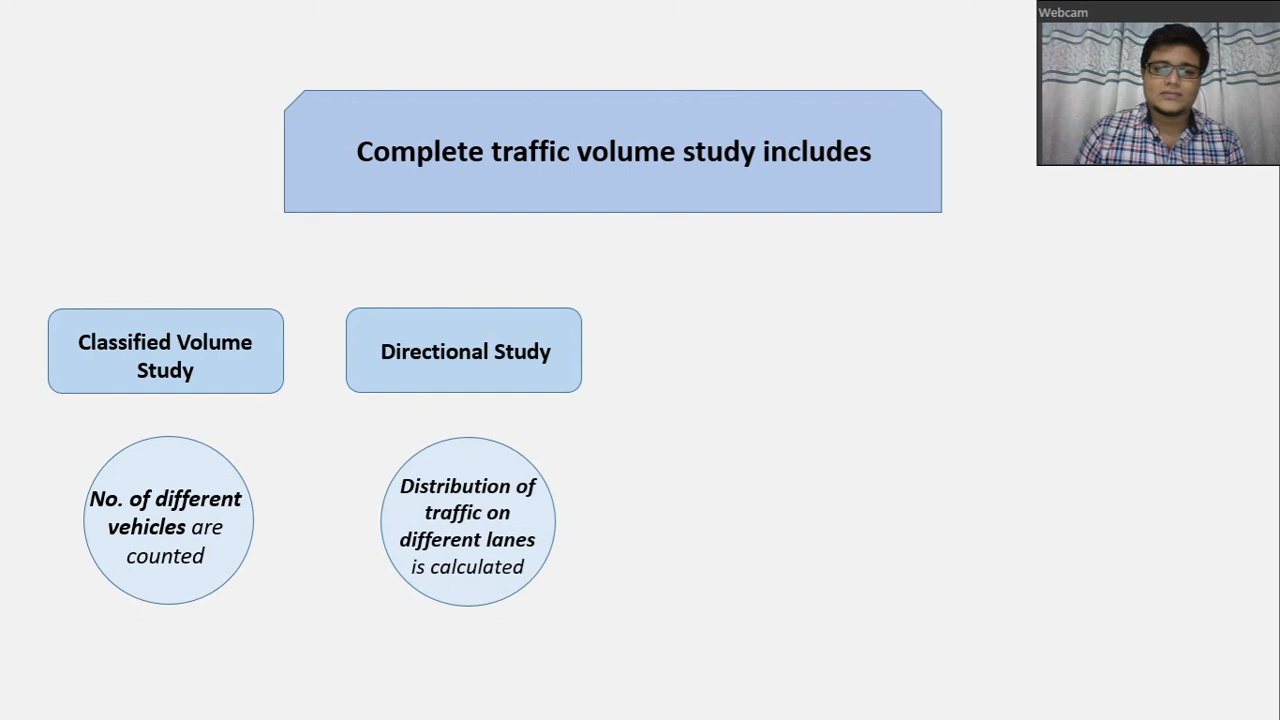 Webcam
Complete traffic volume study includes
Classified Volume
Study
Directional Study
No. of different
vehicles are
counted
Distribution of
traffic on
different lanes
is calculated